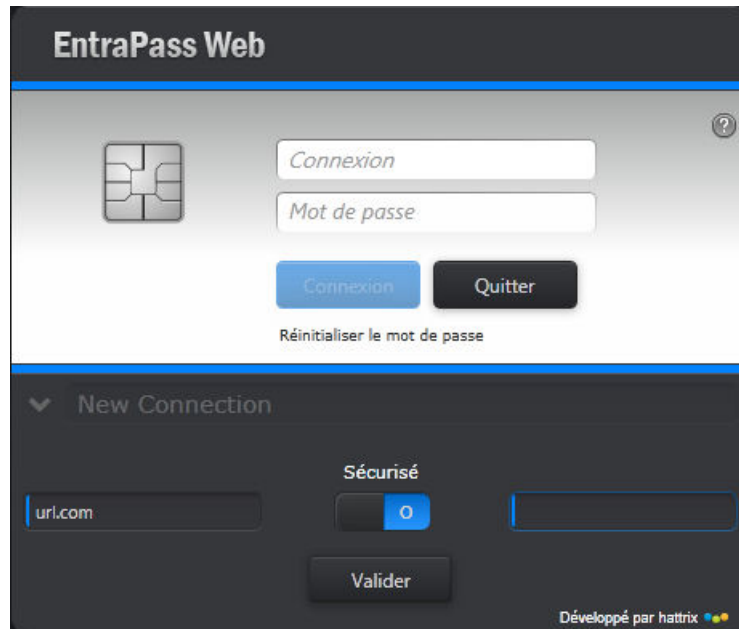 EntraPass Web
?
Connexion
Mot de passe
Connexion
Quitter
Réinitialiser le mot de passe
New Connection
Sécurisé
url.com
O
Valider
Développé par hattrix